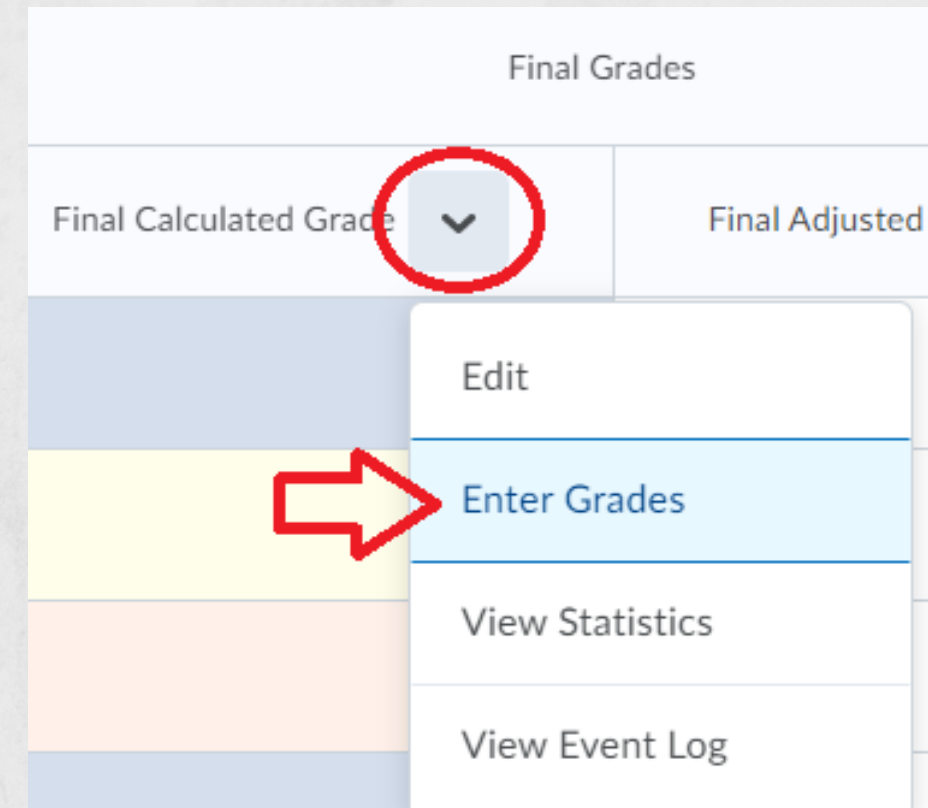 Final Grades
Final Calculated Grade
Final Adjusted
Edit
Enter Grades
View Statistics
View Event Log